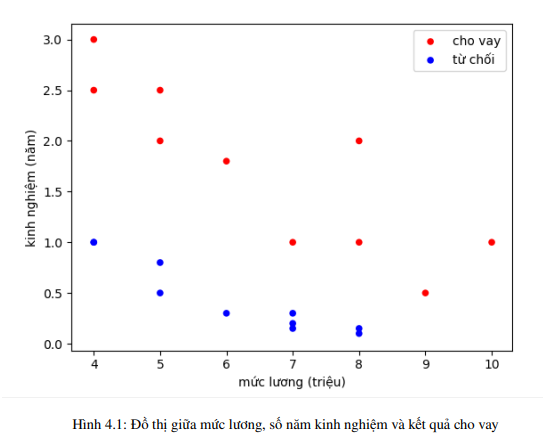 3.0
2.5
2.0
1.5
1.0
0.5
0.0
kinh nghiệm (năm)
cho vay
từ chối
4 5 6 7 8 9 10
mức lương (triệu)
Hình 4.1: Đồ thị giữa mức lương, số năm kinh nghiệm và kết quả cho vay